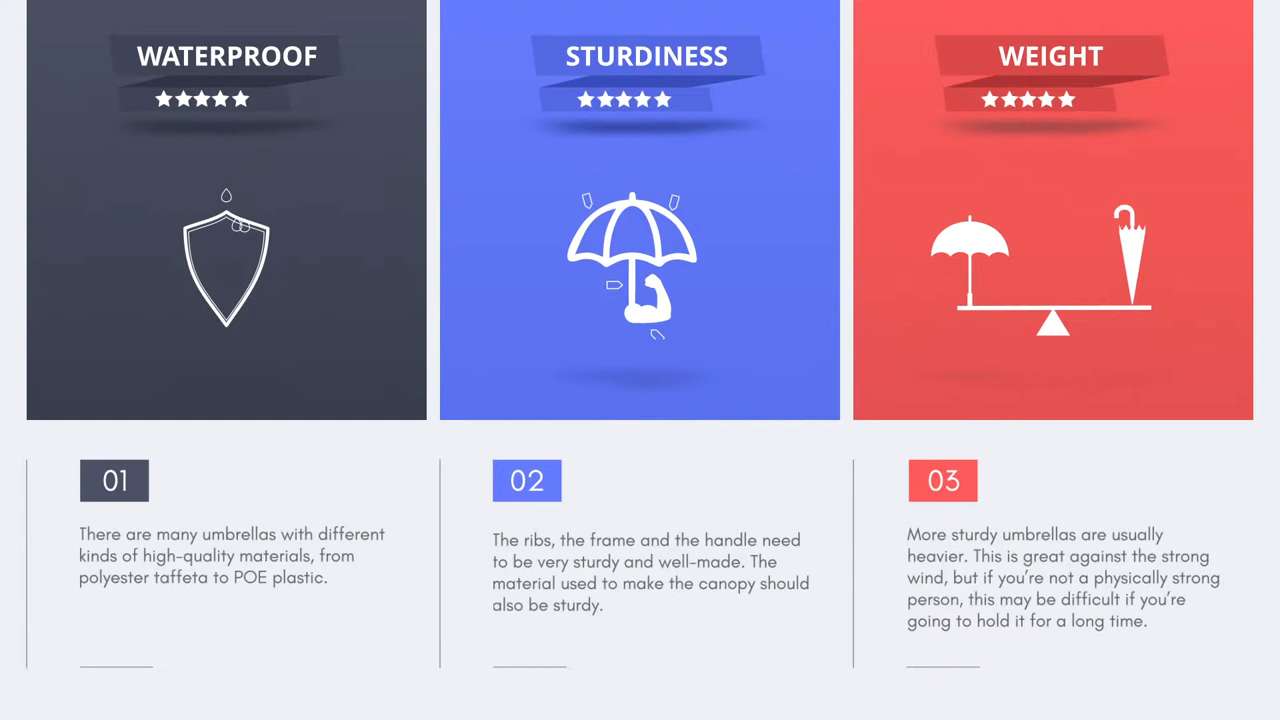 WATERPROOF
STURDINESS
WEIGHT
01
There are many umbrellas with different
kinds of high-quality materials, from
polyester taffeta to POE plastic.
02
The ribs, the frame and the handle need
to be very sturdy and well-made. The
material used to make the canopy should
also be sturdy.
03
More sturdy umbrellas are usually
heavier. This is great against the strong
wind, but if you’re not a physically strong
person, this may be difficult if you’re
going to hold it for a long time.